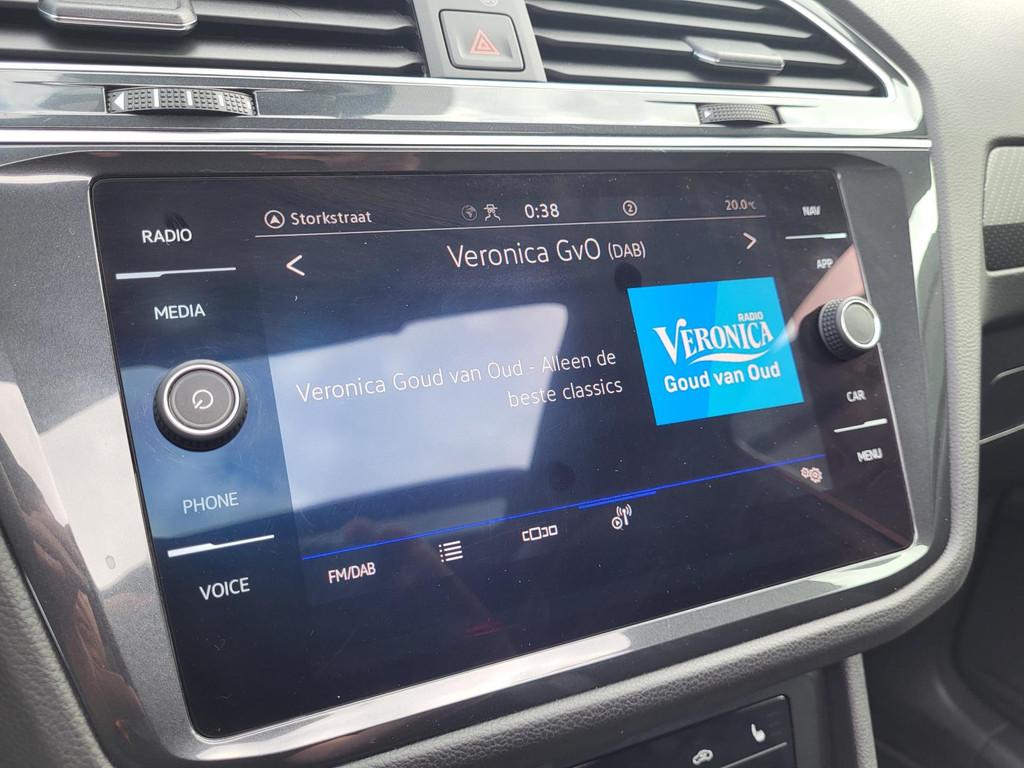 RADIO
MEDIA
PHONE
VOICE
Storkstraat
0:38
2
20.0°C
Veronica GvO (DAB)
Veronica Goud van Oud - Alleen de
beste classics
RADIO
VERONICA
Goud van Oud
FM/DAB
NAV
APP
CAR
MENU